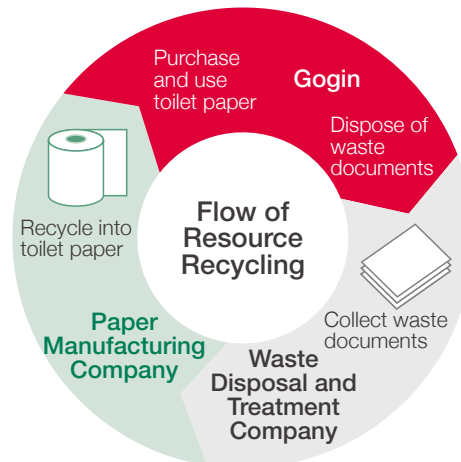 Purchase
and use
toilet paper
Gogin
Dispose of
waste
documents
Flow of
Resource
Recycling
Recycle into
toilet paper
Collect waste
documents
Paper
Manufacturing
Company
Waste
Disposal and
Treatment
Company